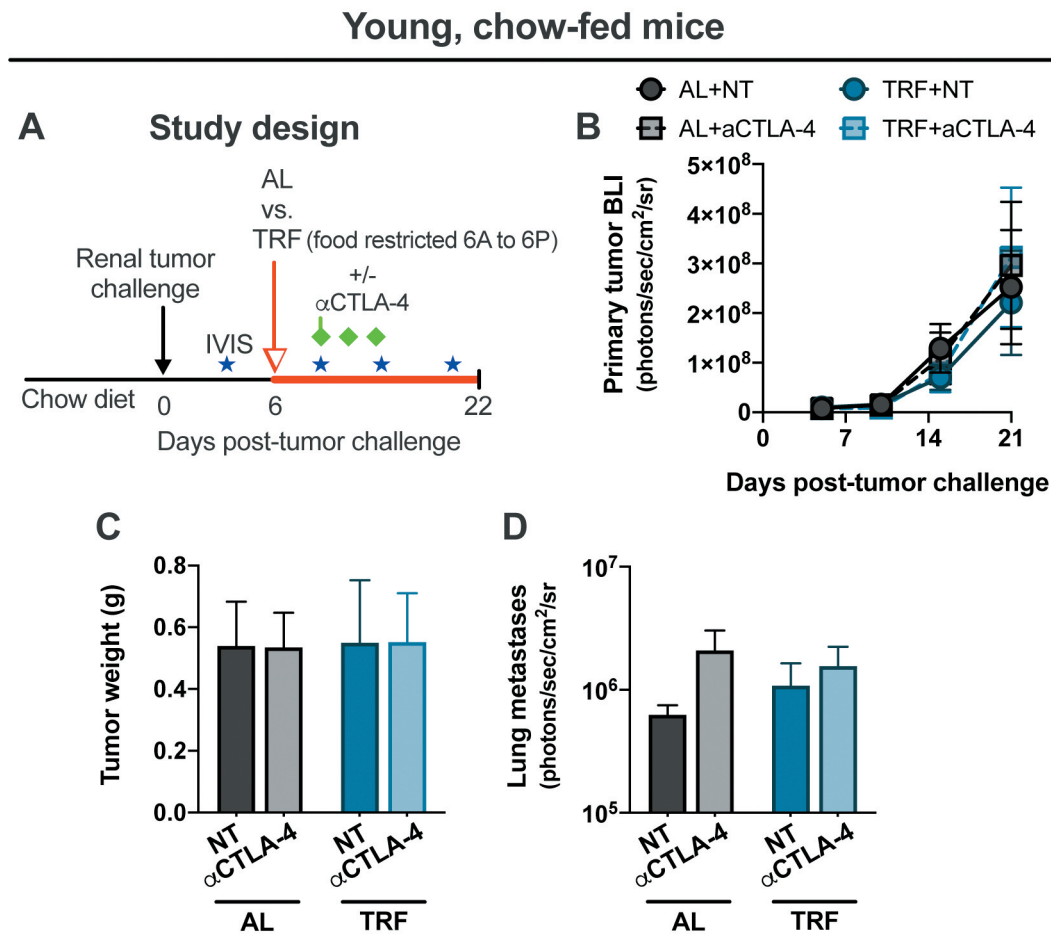 Young, chow-fed mice
A
Study design
AL
vs.
TRF (food restricted 6A to 6P)
Renal tumor
challenge
+/-
αCTLA-4
IVIS
Chow diet
0
6
22
Days post-tumor challenge
AL+NT
TRF+NT
AL+aCTLA-4
TRF+aCTLA-4
B
Primary tumor BLI
(photons/sec/cm²/sr)
5×10⁸
4×10⁸
3×10⁸
2×10⁸
1×10⁸
0
0
7
14
21
Days post-tumor challenge
C
Tumor weight (g)
0.8
0.6
0.4
0.2
0.0
NT
αCTLA-4
NT
αCTLA-4
AL
TRF
D
Lung metastases
(photons/sec/cm²/sr)
10⁷
10⁶
10⁵
NT
αCTLA-4
NT
αCTLA-4
AL
TRF